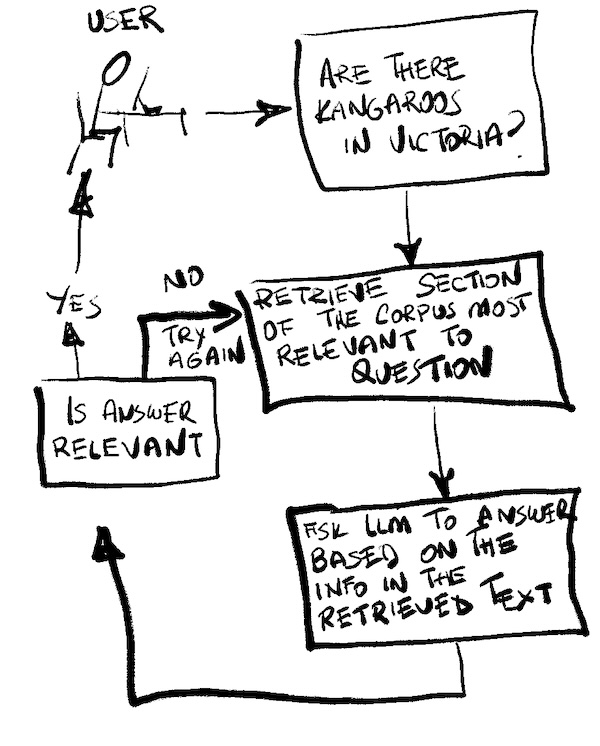 USER
ARE THERE
KANGAROOS
IN VICTORIA?
RETRIEVE SECTION
OF THE CORPUS MOST
RELEVANT TO
QUESTION
NO
TRY
AGAIN
YES
IS ANSWER
RELEVANT
ASK LLM TO ANSWER
BASED ON THE
INFO IN THE
RETRIEVED TEXT